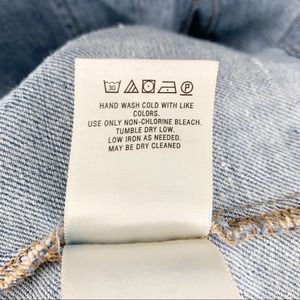 30 P
HAND WASH COLD WITH LIKE
COLORS.
USE ONLY NON-CHLORINE BLEACH.
TUMBLE DRY LOW.
LOW IRON AS NEEDED.
MAY BE DRY CLEANED